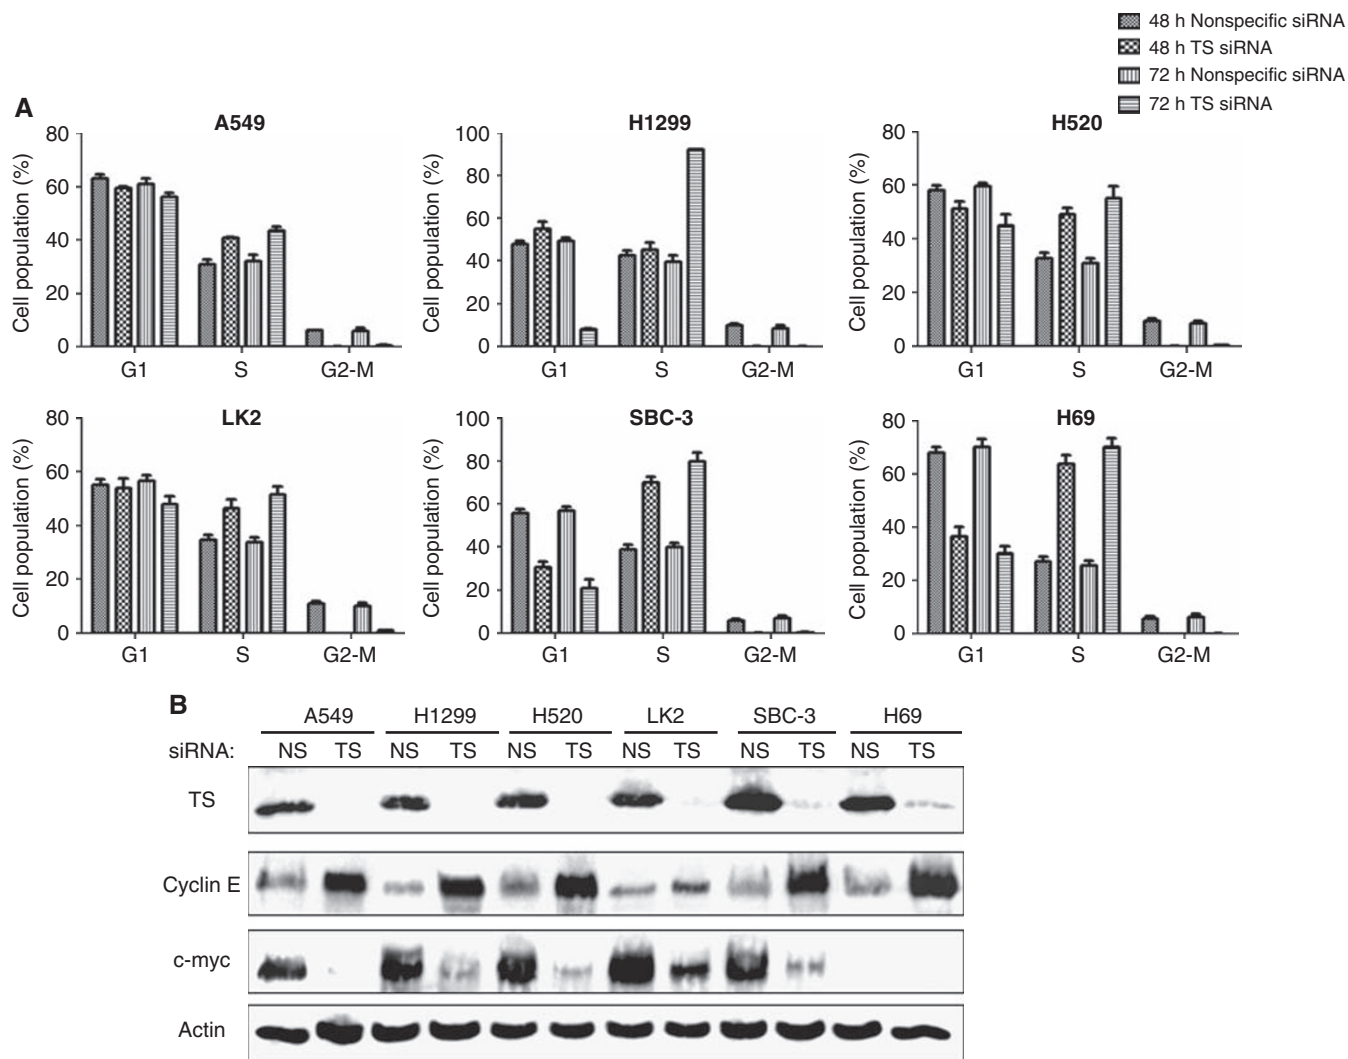 48 h Nonspecific siRNA
48 h TS siRNA
72 h Nonspecific siRNA
72 h TS siRNA
A
A549
Cell population (%)
80
60
40
20
0
G1 S G2-M
H1299
Cell population (%)
100
80
60
40
20
0
G1 S G2-M
H520
Cell population (%)
80
60
40
20
0
G1 S G2-M
LK2
Cell population (%)
80
60
40
20
0
G1 S G2-M
SBC-3
Cell population (%)
100
80
60
40
20
0
G1 S G2-M
H69
Cell population (%)
80
60
40
20
0
G1 S G2-M
B
A549 H1299 H520 LK2 SBC-3 H69
siRNA: NS TS NS TS NS TS NS TS NS TS NS TS
TS
Cyclin E
c-myc
Actin